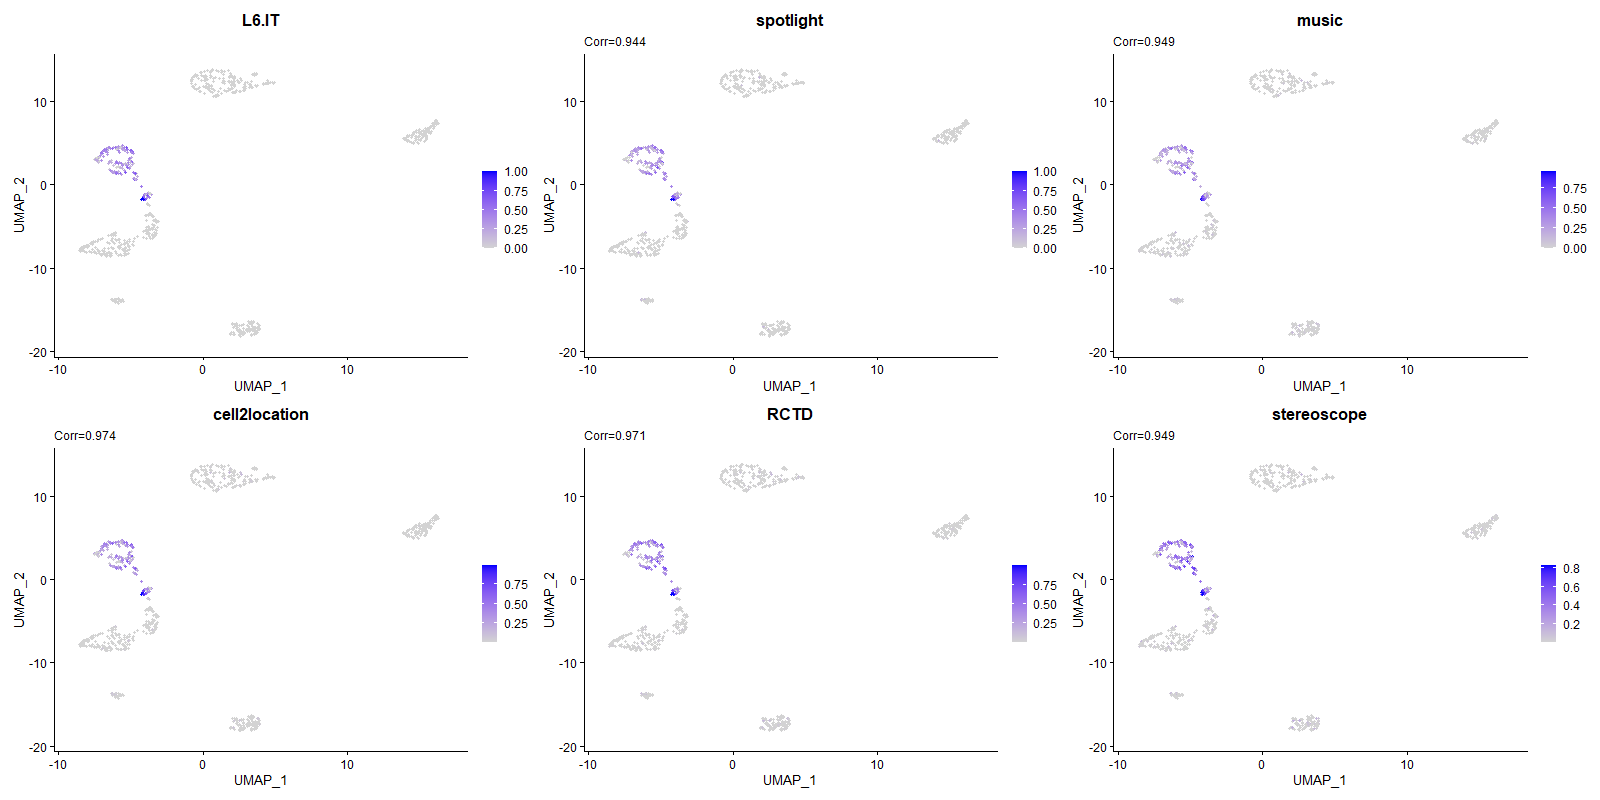 L6.IT
10
0
-10
-20
-10
0
10
UMAP_1
UMAP_2
1.00
0.75
0.50
0.25
0.00
spotlight
Corr=0.944
10
0
-10
-20
-10
0
10
UMAP_1
UMAP_2
1.00
0.75
0.50
0.25
0.00
music
Corr=0.949
10
0
-10
-20
-10
0
10
UMAP_1
UMAP_2
0.75
0.50
0.25
0.00
cell2location
Corr=0.974
10
0
-10
-20
-10
0
10
UMAP_1
UMAP_2
0.75
0.50
0.25
RCTD
Corr=0.971
10
0
-10
-20
-10
0
10
UMAP_1
UMAP_2
0.75
0.50
0.25
stereoscope
Corr=0.949
10
0
-10
-20
-10
0
10
UMAP_1
UMAP_2
0.8
0.6
0.4
0.2